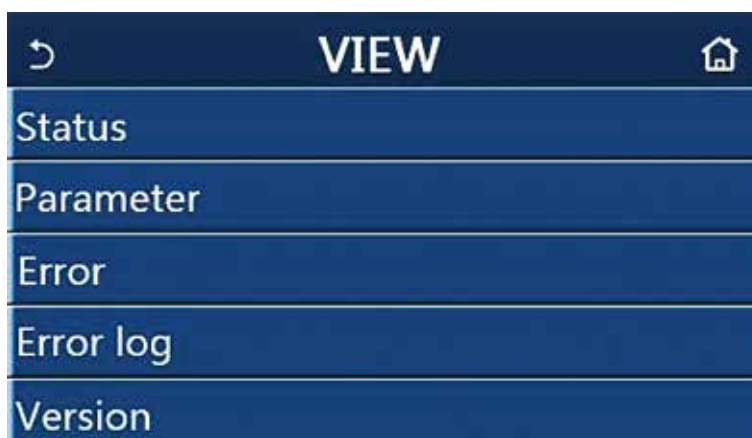 VIEW
Status
Parameter
Error
Error log
Version